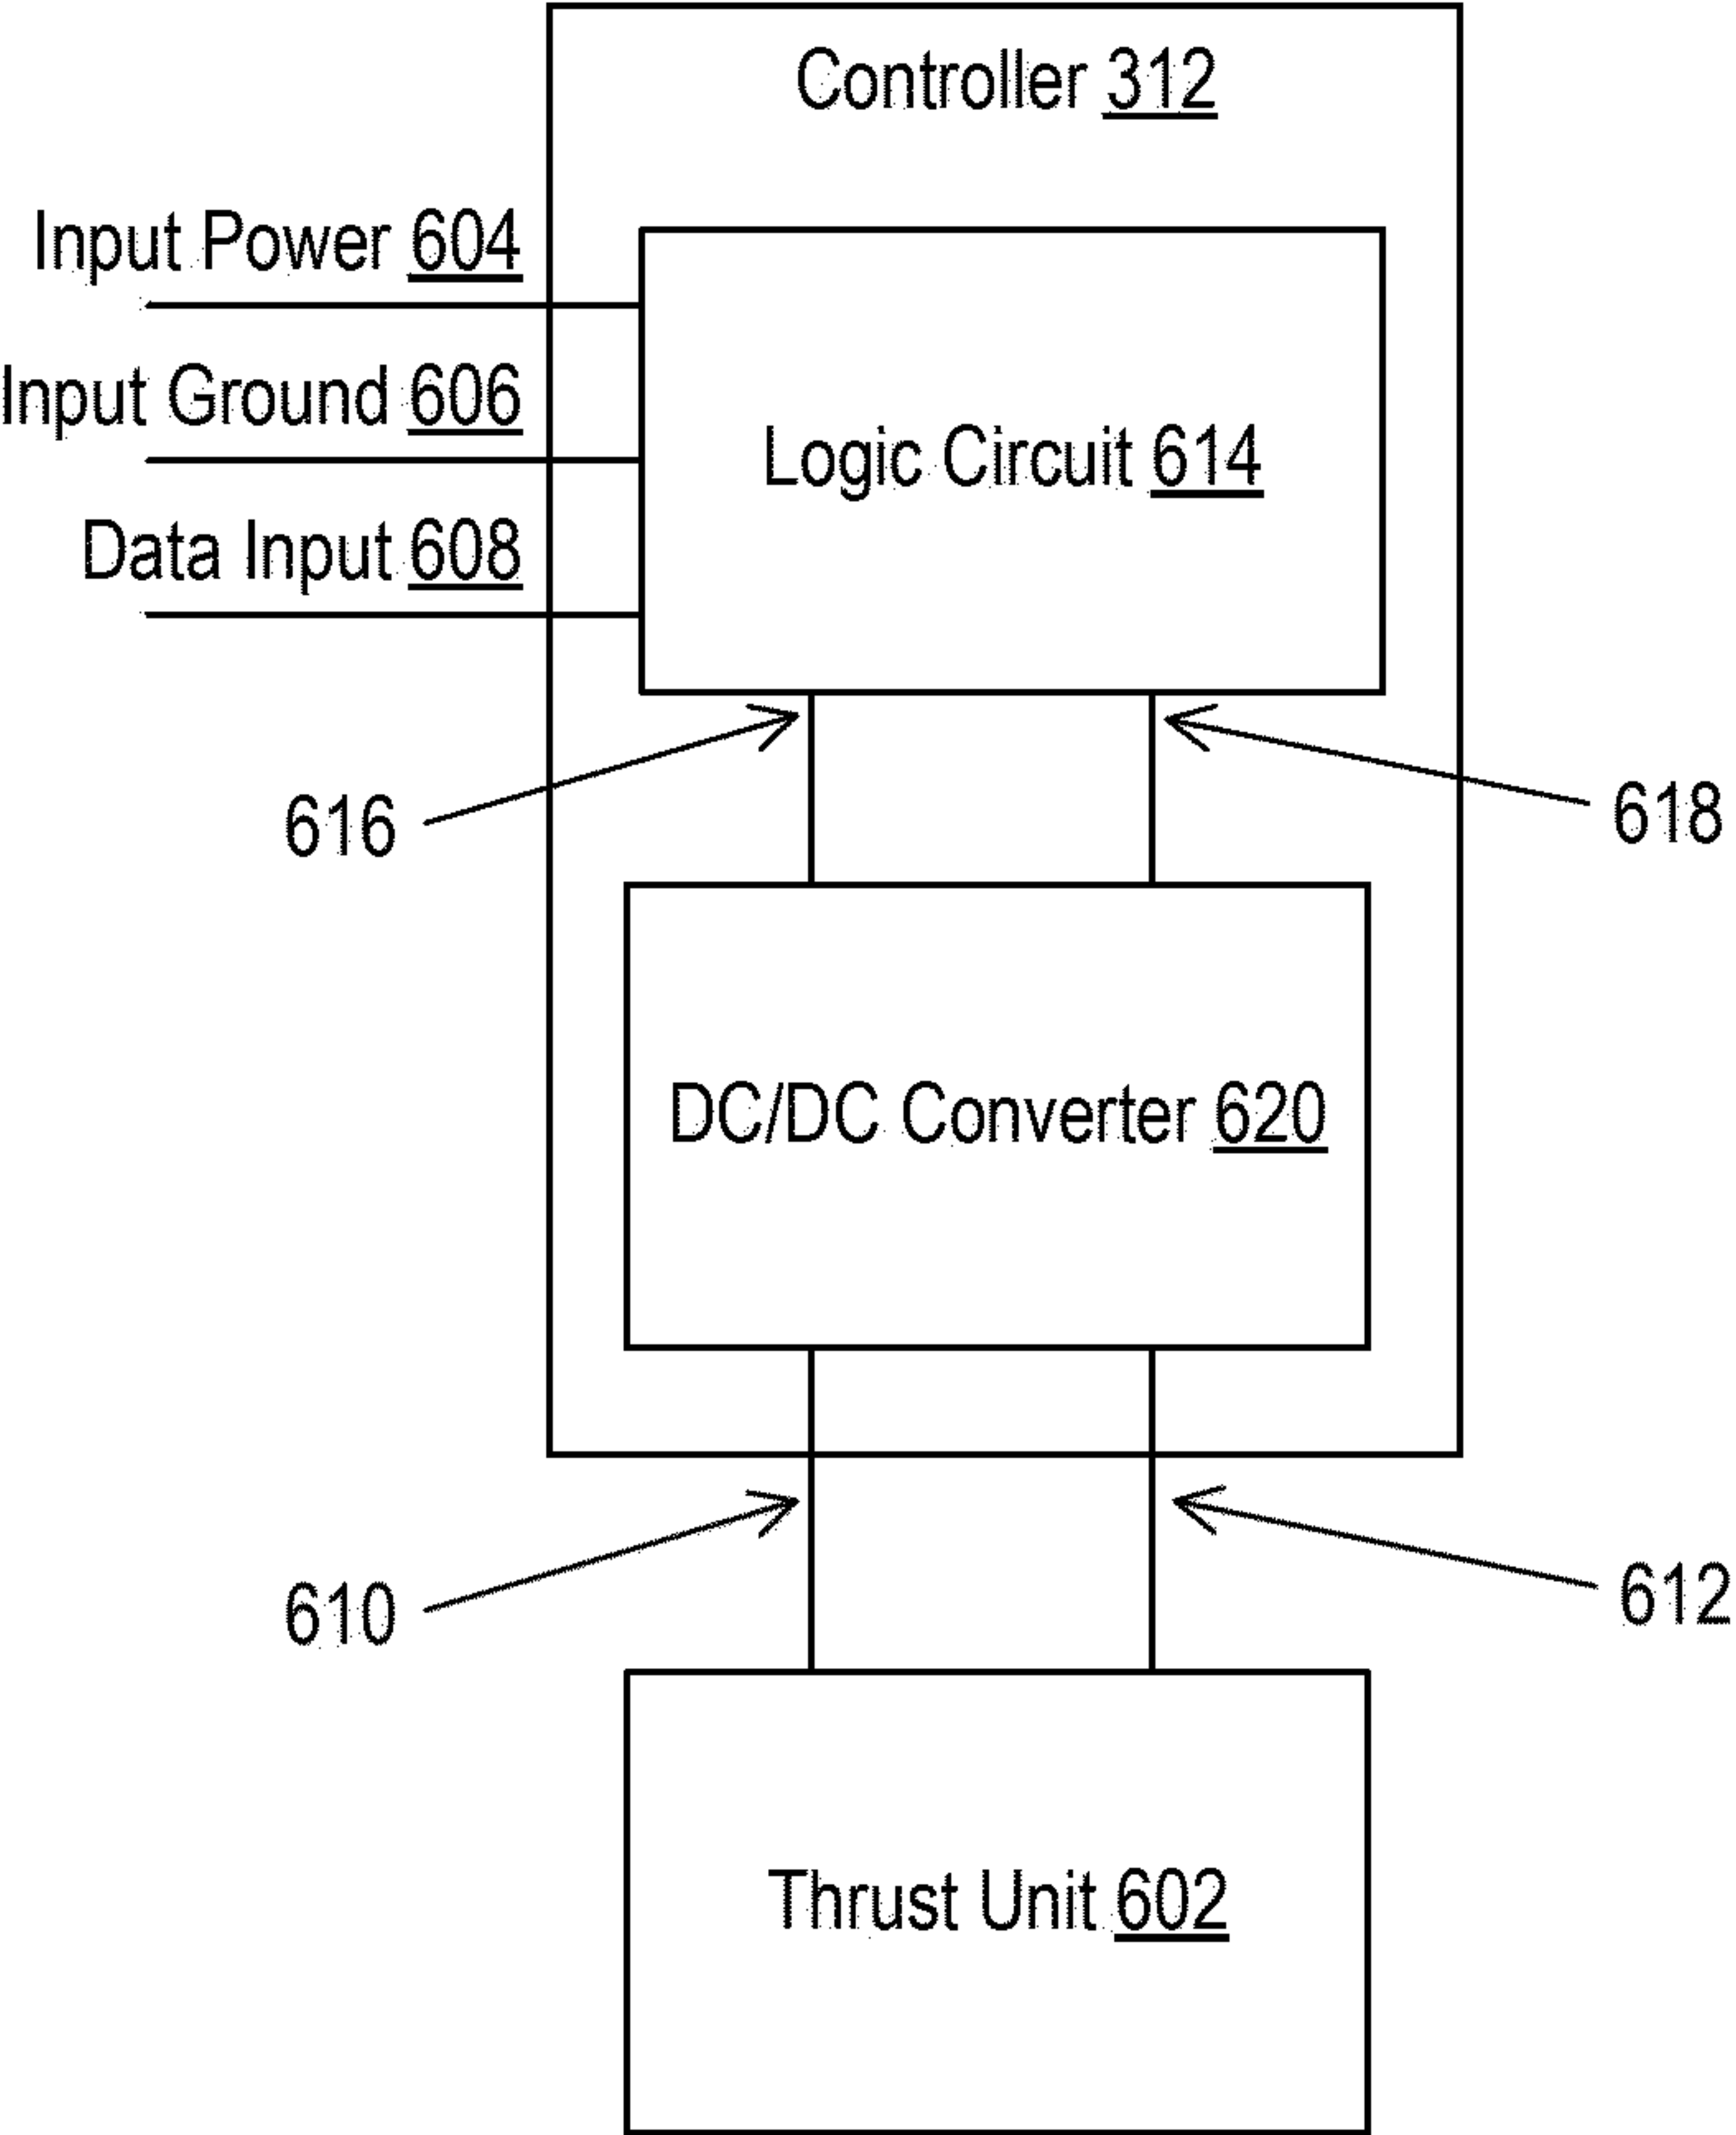 Controller 312
Input Power 604
Input Ground 606
Logic Circuit 614
Data Input 608
616
618
DC/DC Converter 620
610
612
Thrust Unit 602